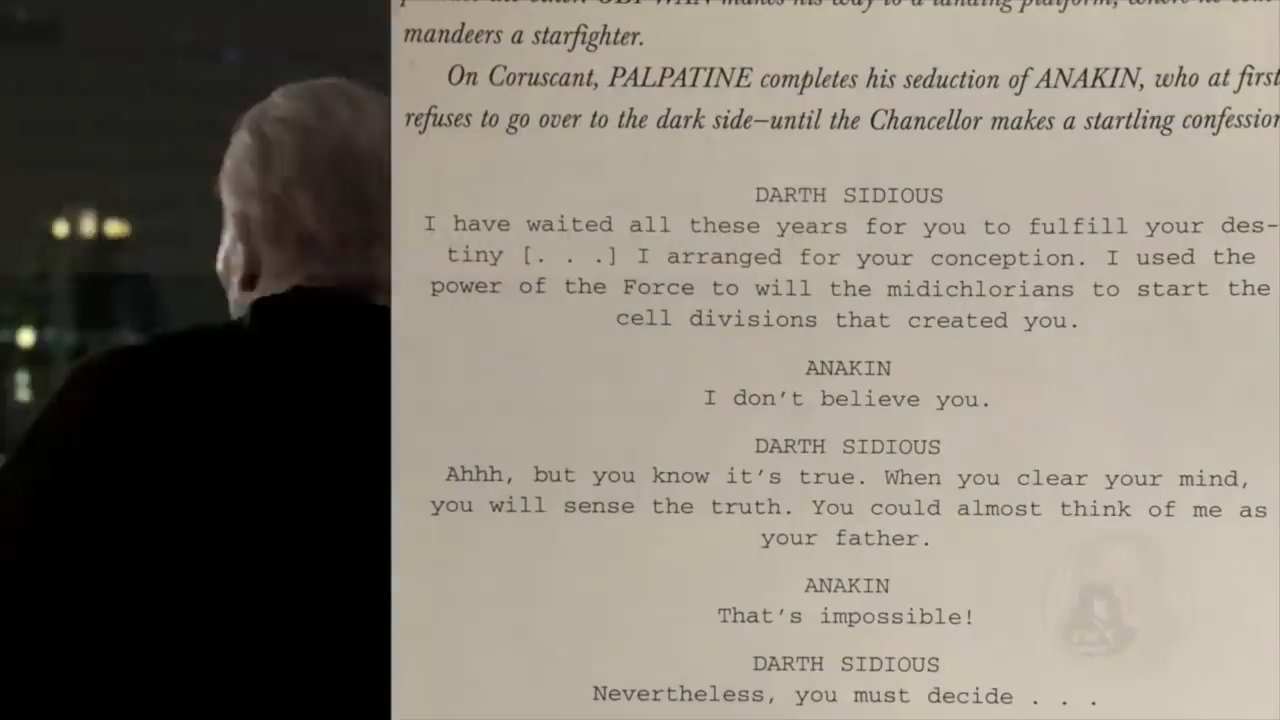 mandeers a starfighter.
On Coruscant, PALPATINE completes his seduction of ANAKIN, who at first
refuses to go over to the dark side—until the Chancellor makes a startling confession
DARTH SIDIOUS
I have waited all these years for you to fulfill your des-
tiny [. . .] I arranged for your conception. I used the
power of the Force to will the midichlorians to start the
cell divisions that created you.
ANAKIN
I don't believe you.
DARTH SIDIOUS
Ahhh, but you know it's true. When you clear your mind,
you will sense the truth. You could almost think of me as
your father.
ANAKIN
That's impossible!
DARTH SIDIOUS
Nevertheless, you must decide . . .